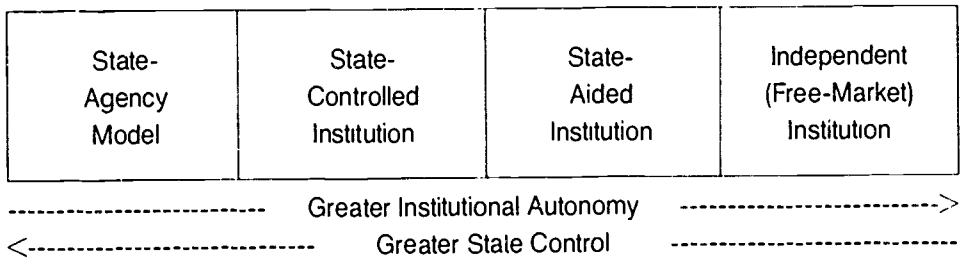 State-
Agency
Model
State-
Controlled
Institution
State-
Aided
Institution
Independent
(Free-Market)
Institution
Greater Institutional Autonomy
Greater State Control